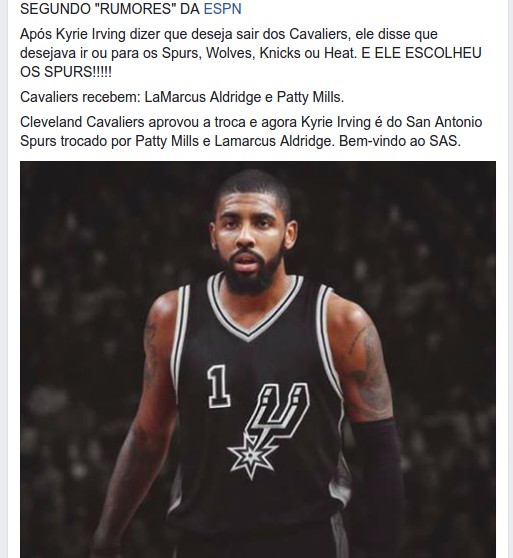 SEGUNDO "RUMORES" DA ESPN
Após Kyrie Irving dizer que deseja sair dos Cavaliers, ele disse que
desejava ir ou para os Spurs, Wolves, Knicks ou Heat. E ELE ESCOLHEU
OS SPURS!!!!!
Cavaliers recebem: LaMarcus Aldridge e Patty Mills.
Cleveland Cavaliers aprovou a troca e agora Kyrie Irving é do San Antonio
Spurs trocado por Patty Mills e Lamarcus Aldridge. Bem-vindo ao SAS.
1